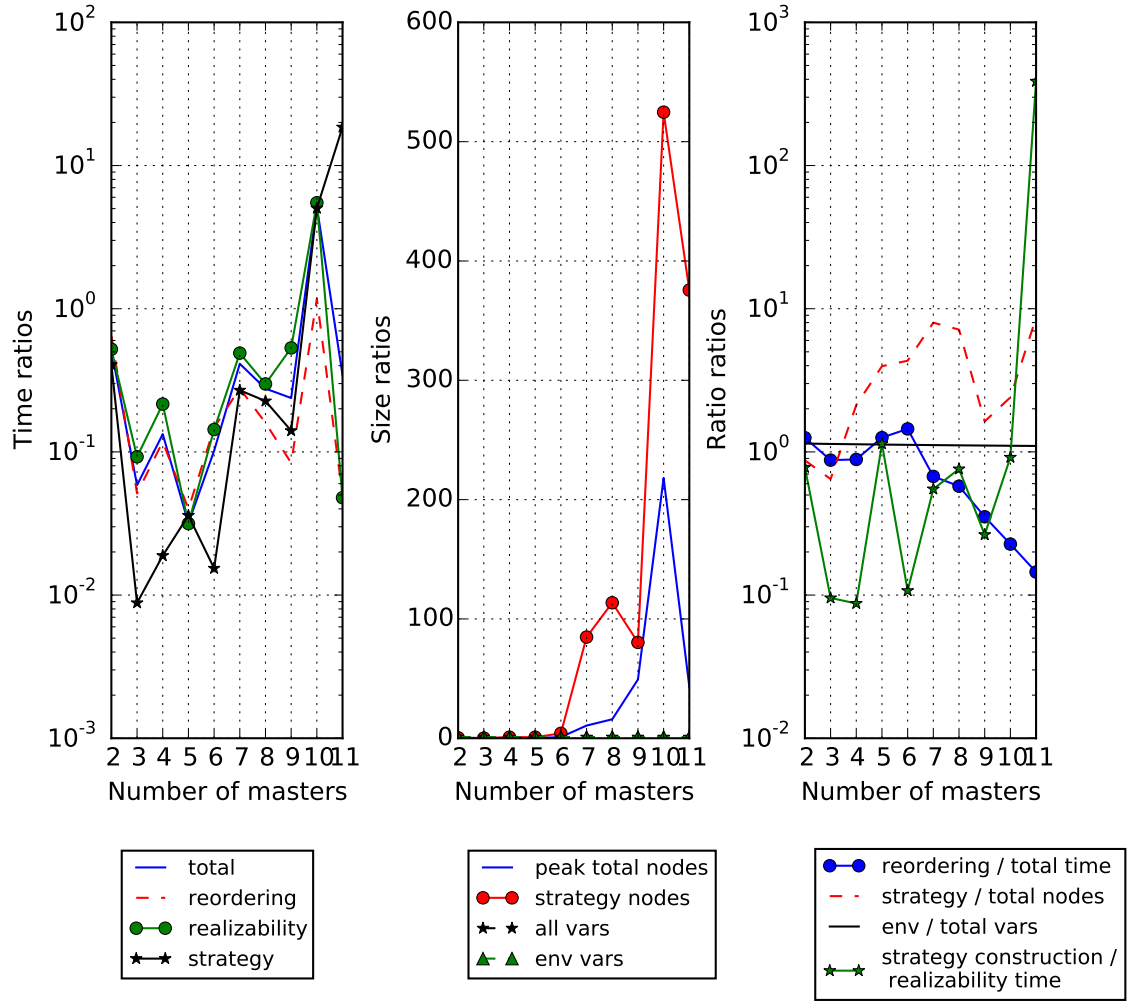 10^2
10^1
10^0
10^-1
10^-2
10^-3
Time ratios
2 3 4 5 6 7 8 9 10 11
Number of masters
total
reordering
realizability
strategy
600
500
400
300
200
100
0
Size ratios
2 3 4 5 6 7 8 9 10 11
Number of masters
peak total nodes
strategy nodes
all vars
env vars
10^3
10^2
10^1
10^0
10^-1
10^-2
Ratio ratios
2 3 4 5 6 7 8 9 10 11
Number of masters
reordering / total time
strategy / total nodes
env / total vars
strategy construction /
realizability time